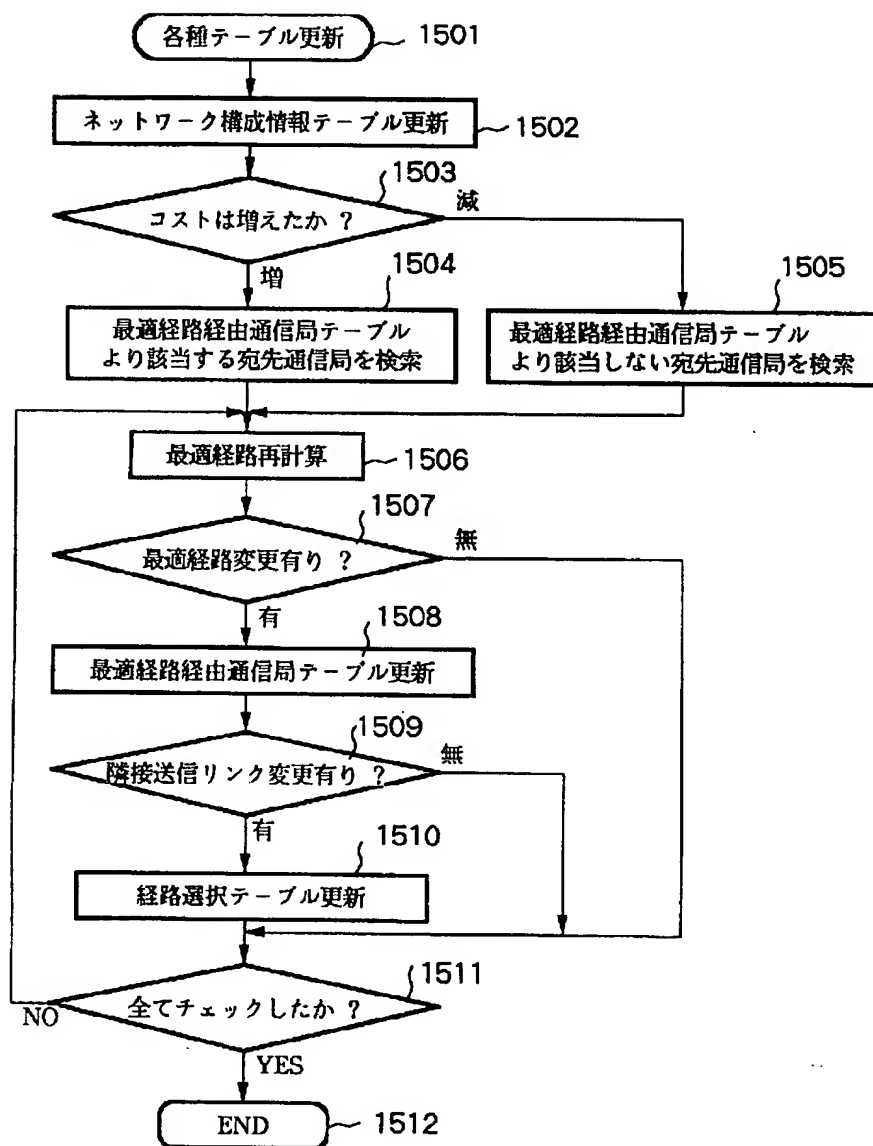 各種テーブル更新
1501
ネットワーク構成情報テーブル更新
1502
1503
コストは増えたか ?
減
増
1504
最適経路経由通信局テーブル
より該当する宛先通信局を検索
1505
最適経路経由通信局テーブル
より該当しない宛先通信局を検索
最適経路再計算
1506
1507
最適経路変更有り ?
無
有
1508
最適経路経由通信局テーブル更新
1509
隣接送信リンク変更有り ?
無
有
1510
経路選択テーブル更新
1511
全てチェックしたか ?
NO
YES
END
1512